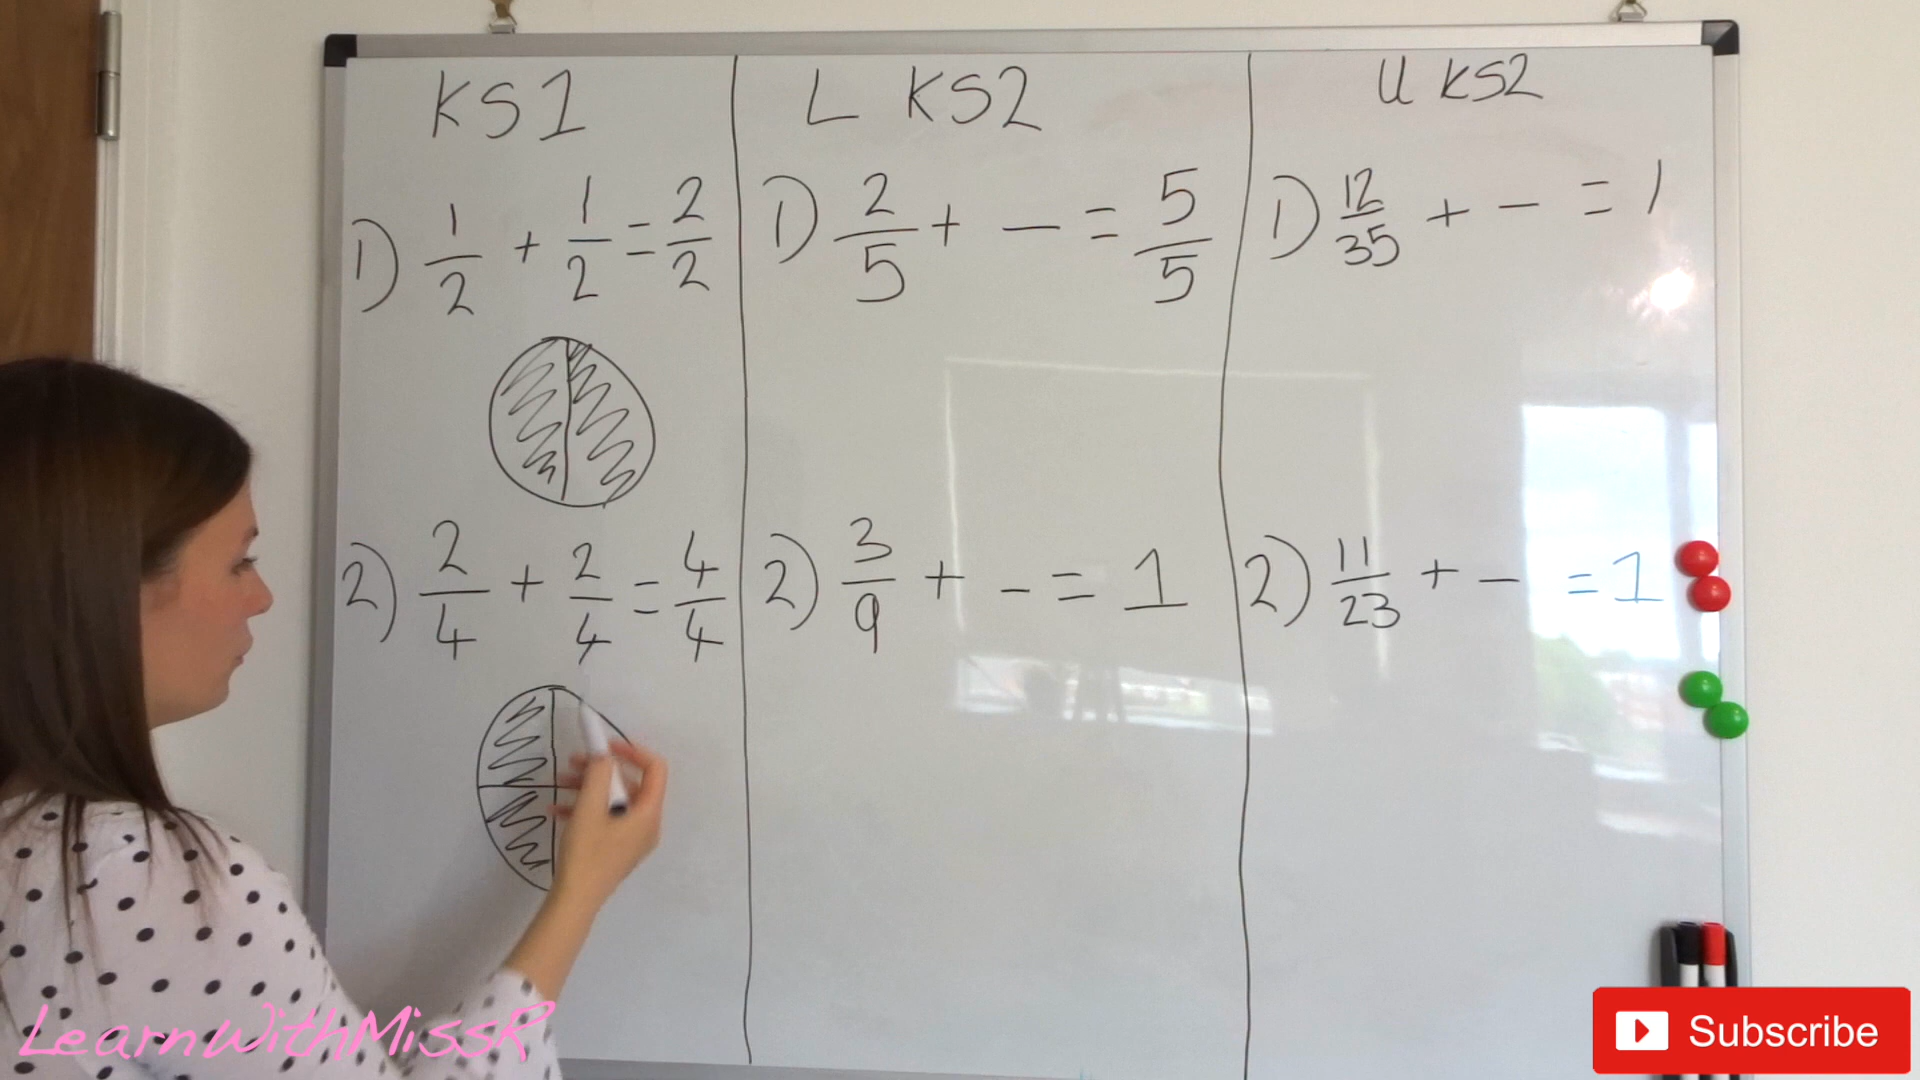 KS1
1) 1/2 + 1/2 = 2/2
2) 2/4 + 2/4 = 4/4
L KS2
1) 2/5 + — = 5/5
2) 3/9 + — = 1
U KS2
1) 12/35 + — = 1
2) 11/23 + — = 1
LearnWithMissR
Subscribe